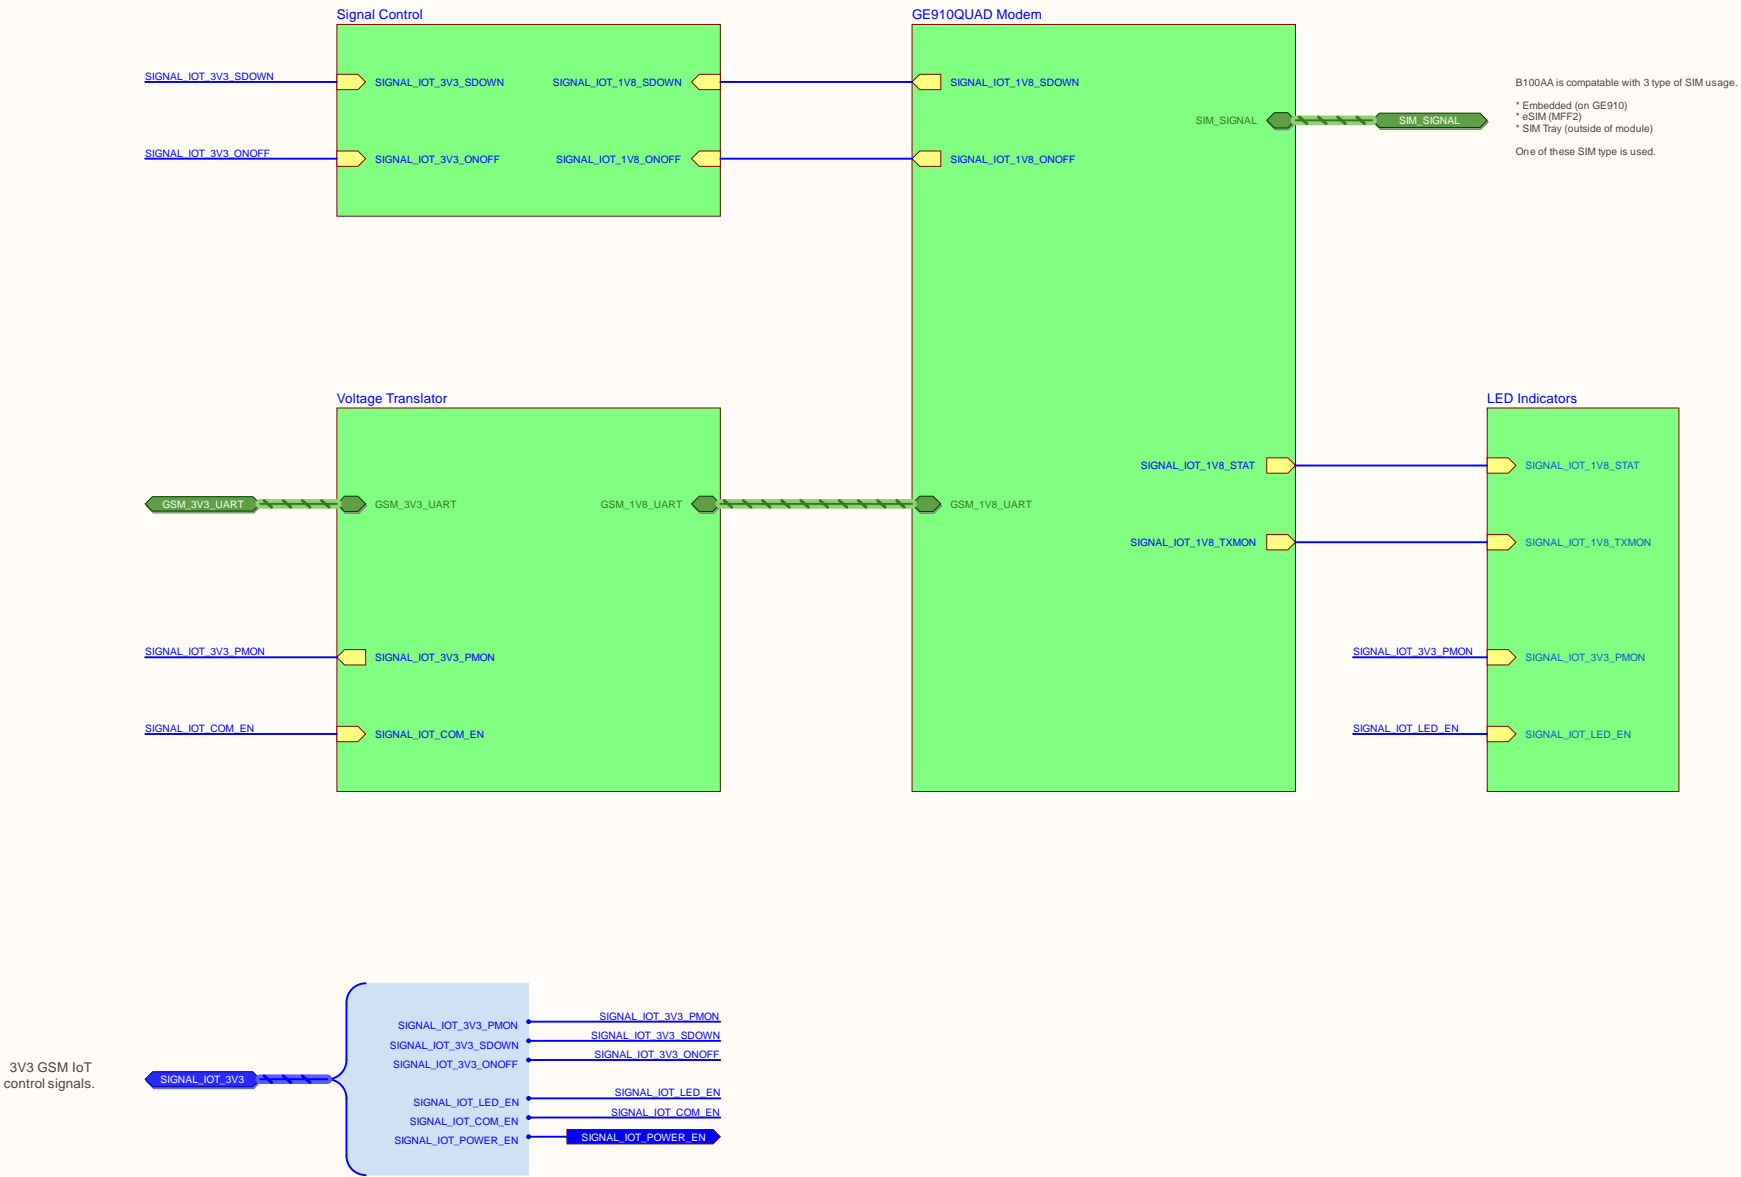 Signal Control
GE910QUAD Modem
SIGNAL_IOT_3V3_SDOWN
SIGNAL_IOT_3V3_SDOWN
SIGNAL_IOT_1V8_SDOWN
SIGNAL_IOT_1V8_SDOWN
B100AA is compatable with 3 type of SIM usage.
* Embedded (on GE910)
* eSIM (MFF2)
* SIM Tray (outside of module)
One of these SIM type is used.
SIM_SIGNAL
SIM_SIGNAL
SIGNAL_IOT_3V3_ONOFF
SIGNAL_IOT_3V3_ONOFF
SIGNAL_IOT_1V8_ONOFF
SIGNAL_IOT_1V8_ONOFF
Voltage Translator
LED Indicators
SIGNAL_IOT_1V8_STAT
SIGNAL_IOT_1V8_STAT
GSM_3V3_UART
GSM_3V3_UART
GSM_1V8_UART
GSM_1V8_UART
SIGNAL_IOT_1V8_TXMON
SIGNAL_IOT_1V8_TXMON
SIGNAL_IOT_3V3_PMON
SIGNAL_IOT_3V3_PMON
SIGNAL_IOT_3V3_PMON
SIGNAL_IOT_3V3_PMON
SIGNAL_IOT_COM_EN
SIGNAL_IOT_COM_EN
SIGNAL_IOT_LED_EN
SIGNAL_IOT_LED_EN
3V3 GSM IoT
control signals.
SIGNAL_IOT_3V3
SIGNAL_IOT_3V3_PMON
SIGNAL_IOT_3V3_PMON
SIGNAL_IOT_3V3_SDOWN
SIGNAL_IOT_3V3_SDOWN
SIGNAL_IOT_3V3_ONOFF
SIGNAL_IOT_3V3_ONOFF
SIGNAL_IOT_LED_EN
SIGNAL_IOT_LED_EN
SIGNAL_IOT_COM_EN
SIGNAL_IOT_COM_EN
SIGNAL_IOT_POWER_EN
SIGNAL_IOT_POWER_EN